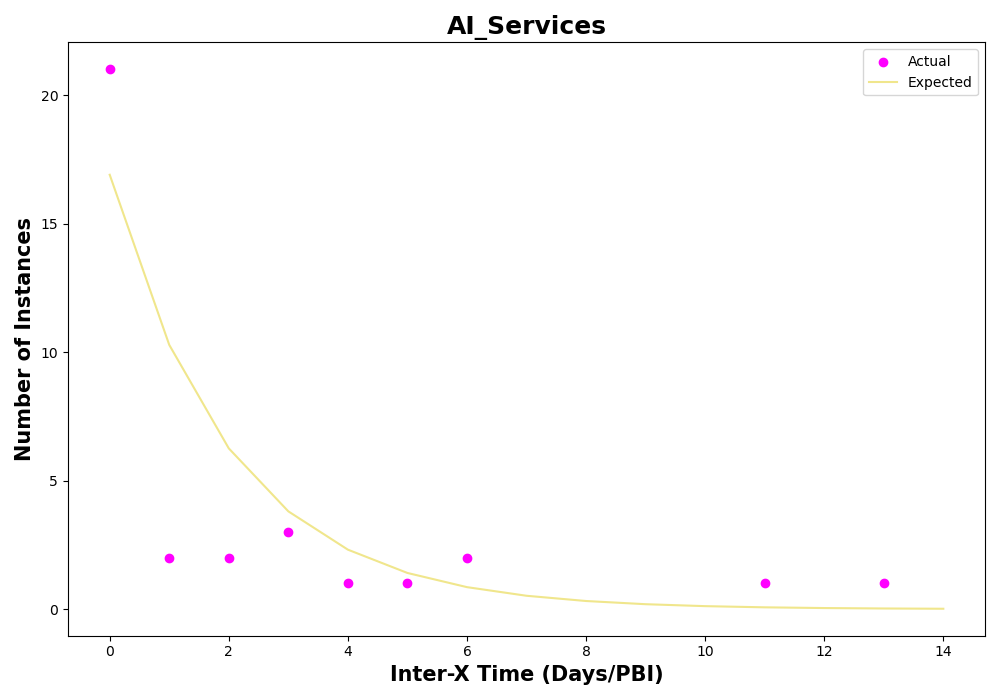 AI_Services
Actual
Expected
Number of Instances
20
15
10
5
0
0 2 4 6 8 10 12 14
Inter-X Time (Days/PBI)